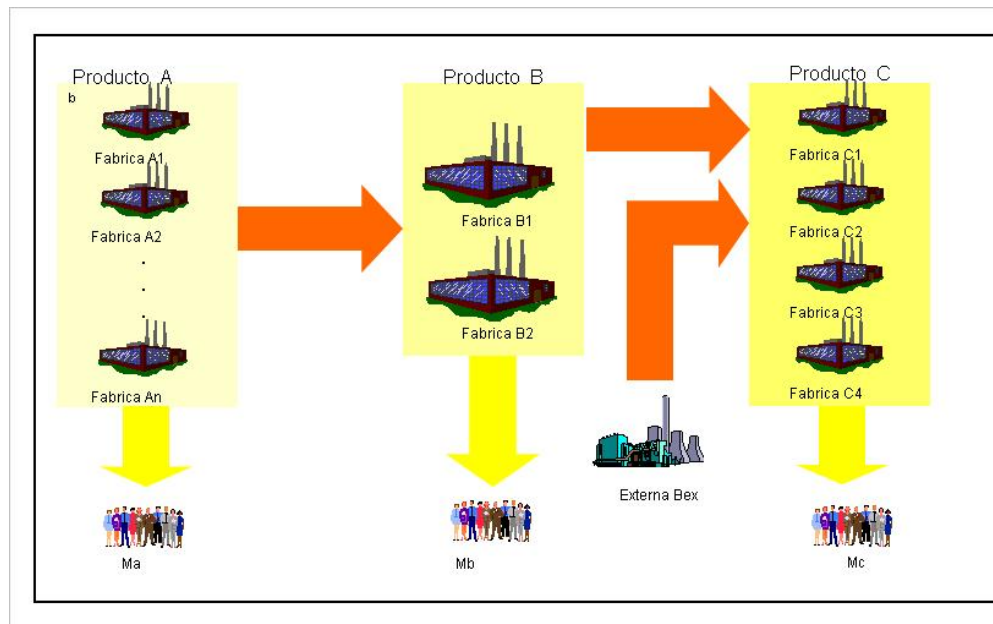 Producto A
b
Fabrica A1
Fabrica A2
.
.
.
Fabrica An
Ma
Producto B
Fabrica B1
Fabrica B2
Mb
Externa Bex
Producto C
Fabrica C1
Fabrica C2
Fabrica C3
Fabrica C4
Mc